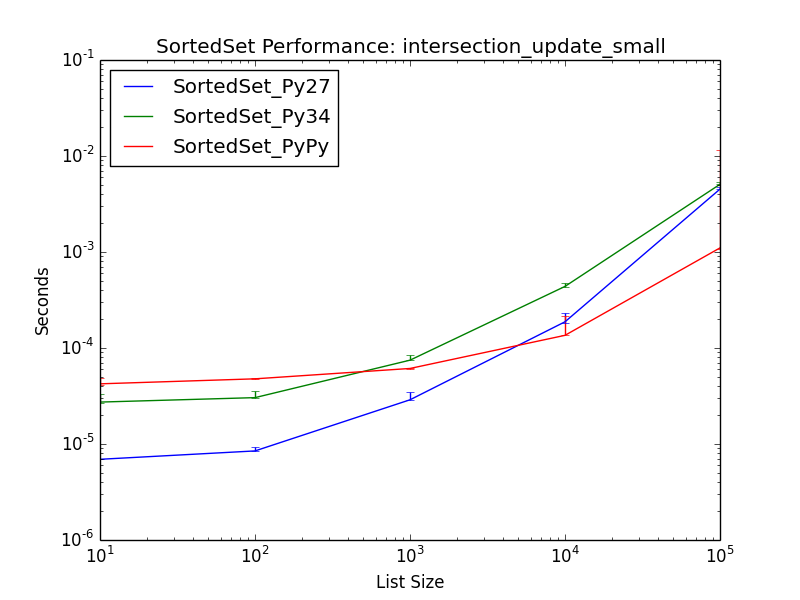 SortedSet Performance: intersection_update_small
SortedSet_Py27
SortedSet_Py34
SortedSet_PyPy
Seconds
10^-1
10^-2
10^-3
10^-4
10^-5
10^-6
10^1 10^2 10^3 10^4 10^5
List Size